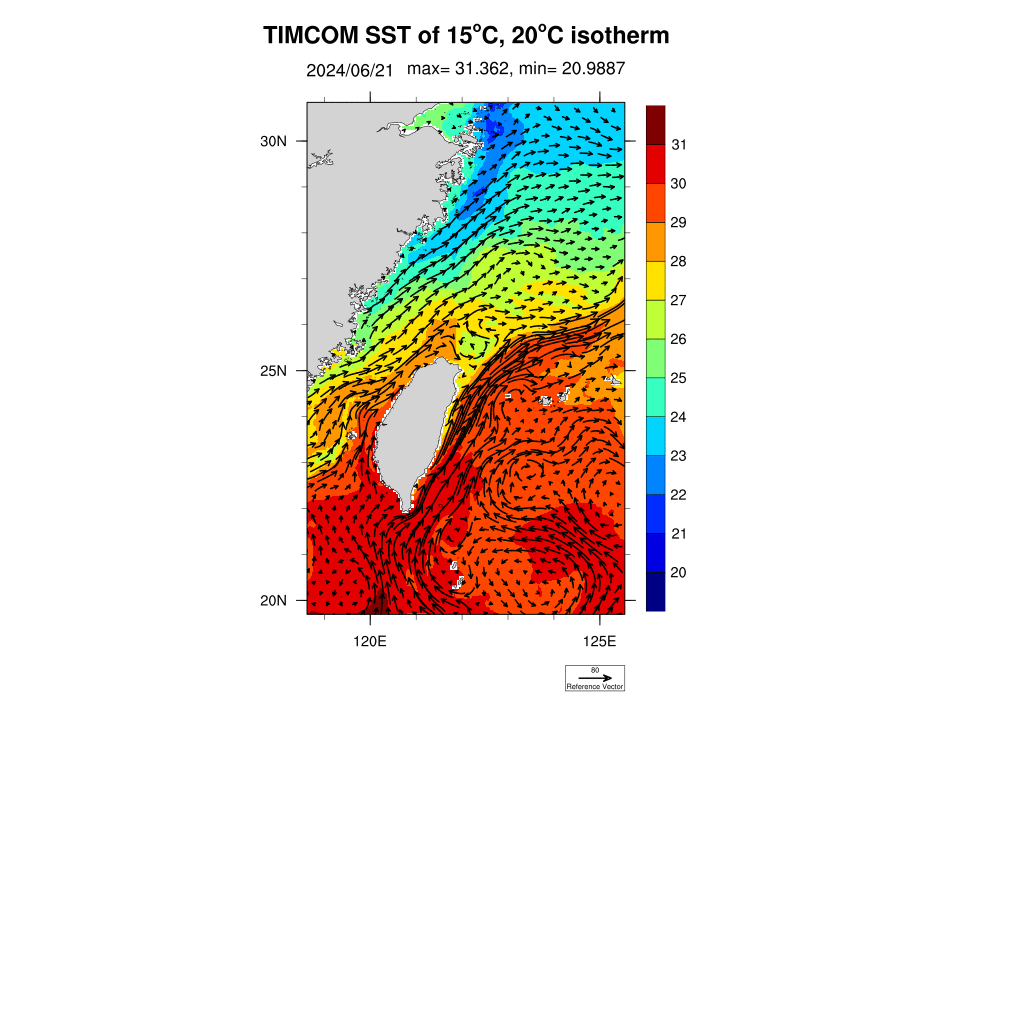 TIMCOM SST of 15°C, 20°C isotherm
2024/06/21 max= 31.362, min= 20.9887
30N
25N
20N
120E 125E
31
30
29
28
27
26
25
24
23
22
21
20
80
Reference Vector